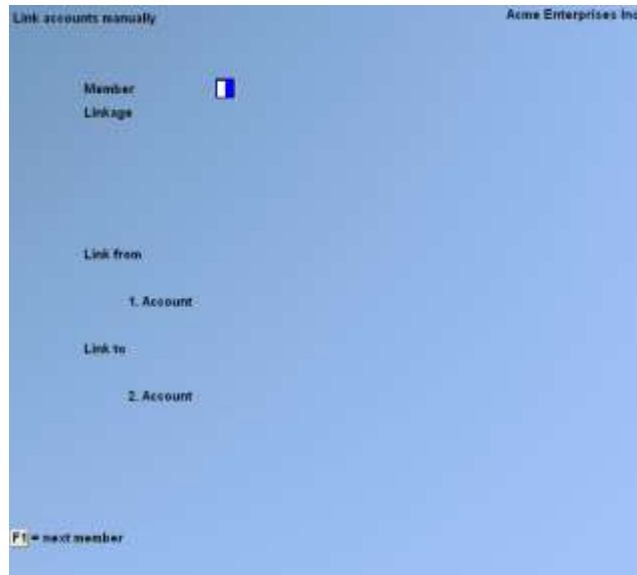 Link accounts manually
Acme Enterprises Inc
Member
Linkage
Link from
1. Account
Link to
2. Account
F1 = next member